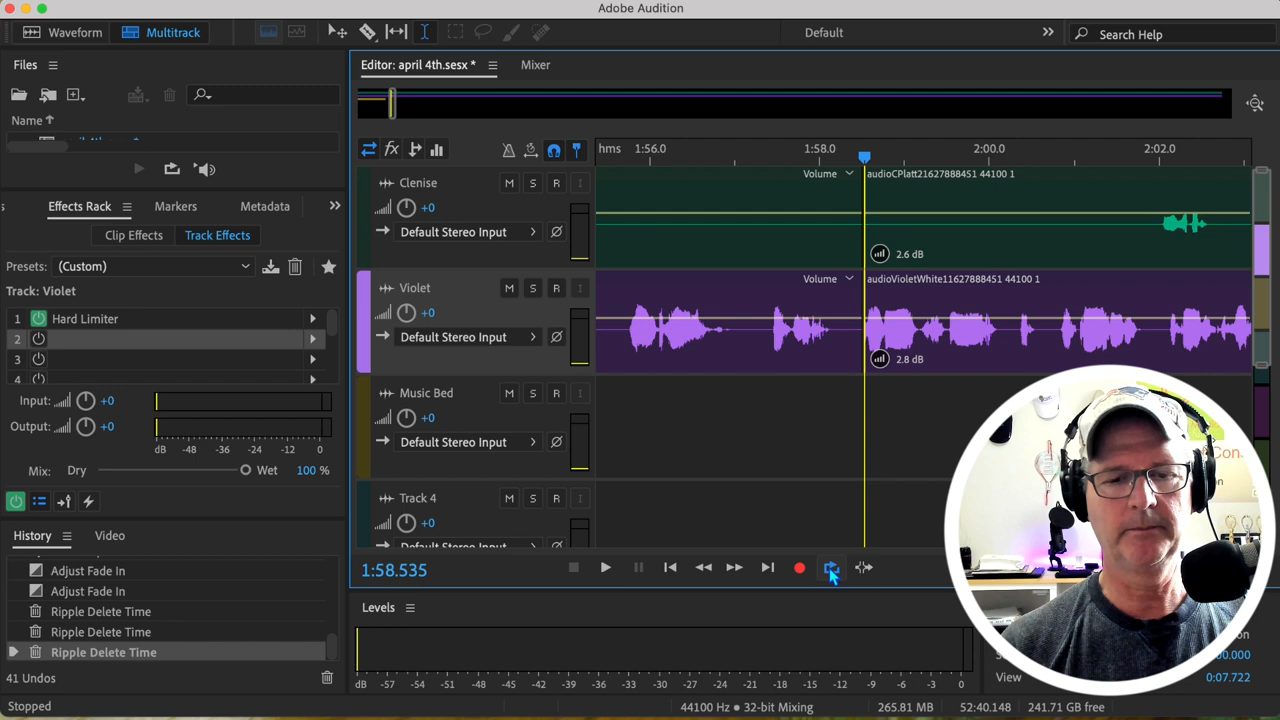 Adobe Audition
Waveform
Multitrack
Default
Search Help
Files
Name
Effects Rack
Markers
Metadata
Clip Effects
Track Effects
Presets: (Custom)
Track: Violet
1 Hard Limiter
2
3
4
Input: +0
Output: +0
dB -48 -36 -24 -12 0
Mix: Dry Wet 100 %
History
Video
Adjust Fade In
Adjust Fade In
Ripple Delete Time
Ripple Delete Time
Ripple Delete Time
41 Undos
Stopped
Editor: april 4th.sesx *
Mixer
fx
hms 1:56.0 1:58.0 2:00.0 2:02.0
Clenise M S R I
+0
Default Stereo Input
Volume audioCPlatt21627888451 44100 1
2.6 dB
Violet M S R I
+0
Default Stereo Input
Volume audioVioletWhite11627888451 44100 1
2.8 dB
Music Bed M S R I
+0
Default Stereo Input
Track 4 M S R I
+0
Default Stereo Input
1:58.535
Levels
dB -57 -54 -51 -48 -45 -42 -39 -36 -33 -30 -27 -24 -21 -18 -15 -12 -9 -6 -3 0
View 0:07.722
44100 Hz • 32-bit Mixing 265.81 MB 52:40.148 241.71 GB free